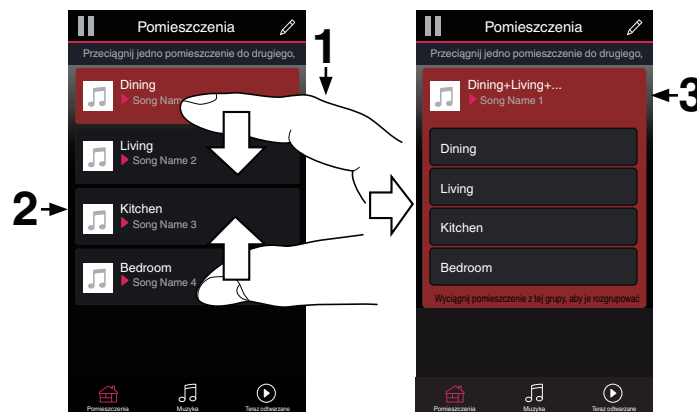 Pomieszczenia
Przeciągnij jedno pomieszczenie do drugiego,
1
Dining
Song Nam
Living
Song Name 2
2
Kitchen
Song Name 3
Bedroom
Song Name 4
Pomieszczenia
Muzyka
Teraz odtwarzane
Pomieszczenia
Przeciągnij jedno pomieszczenie do drugiego,
Dining+Living+...
Song Name 1
3
Dining
Living
Kitchen
Bedroom
Wyciągnij pomieszczenie z tej grupy, aby je rozgrupować
Pomieszczenia
Muzyka
Teraz odtwarzane